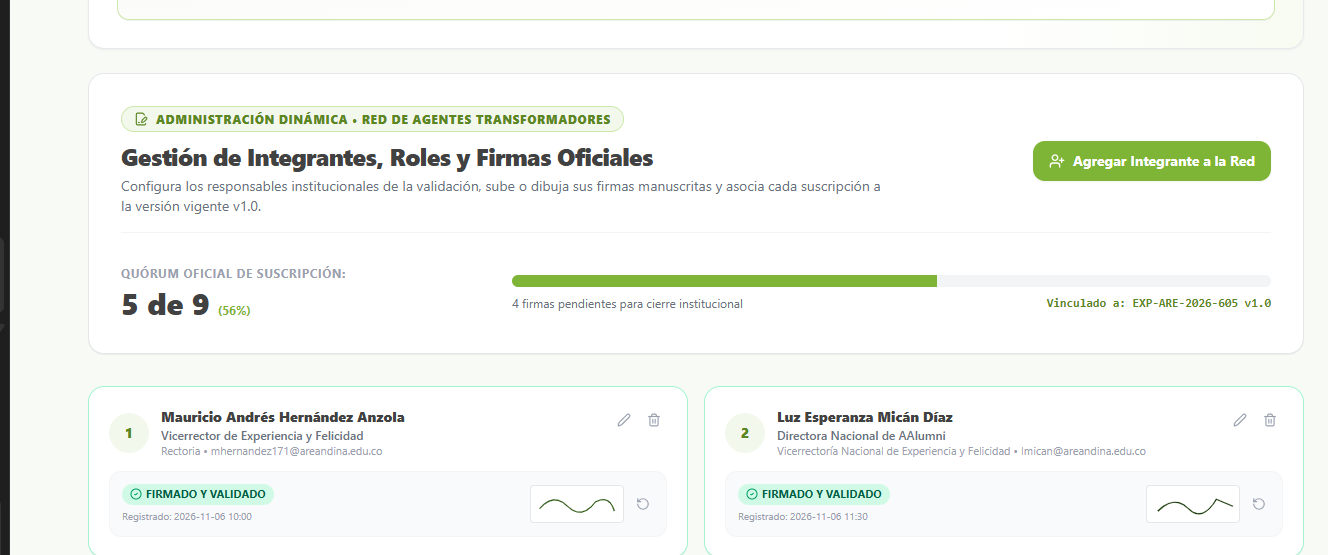 ADMINISTRACIÓN DINÁMICA • RED DE AGENTES TRANSFORMADORES
Gestión de Integrantes, Roles y Firmas Oficiales
Configura los responsables institucionales de la validación, sube o dibuja sus firmas manuscritas y asocia cada suscripción a
la versión vigente v1.0.
Agregar Integrante a la Red
QUÓRUM OFICIAL DE SUSCRIPCIÓN:
5 de 9 (56%)
4 firmas pendientes para cierre institucional
Vinculado a: EXP-ARE-2026-605 v1.0
1
Mauricio Andrés Hernández Anzola
Vicerrector de Experiencia y Felicidad
Rectoria • mhernandez171@areandina.edu.co
FIRMADO Y VALIDADO
Registrado: 2026-11-06 10:00
2
Luz Esperanza Micán Díaz
Directora Nacional de AAlumni
Vicerrectoría Nacional de Experiencia y Felicidad • lmican@areandina.edu.co
FIRMADO Y VALIDADO
Registrado: 2026-11-06 11:30